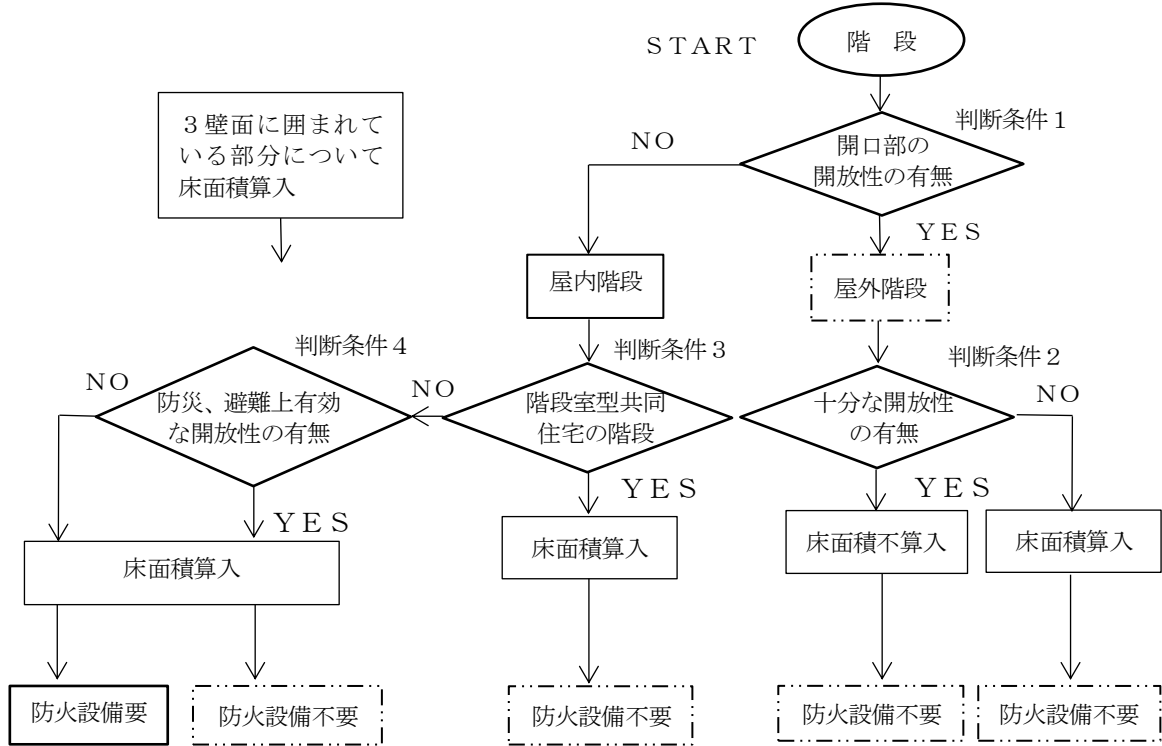 ＳＴＡＲＴ
階　段
判断条件１
開口部の
開放性の有無
ＮＯ
ＹＥＳ
３壁面に囲まれて
いる部分について
床面積算入
屋内階段
屋外階段
判断条件４
判断条件３
判断条件２
ＮＯ
防災、避難上有効
な開放性の有無
ＮＯ
階段室型共同
住宅の階段
十分な開放性
の有無
ＮＯ
ＹＥＳ
ＹＥＳ
ＹＥＳ
床面積算入
床面積算入
床面積不算入
床面積算入
防火設備要
防火設備不要
防火設備不要
防火設備不要
防火設備不要